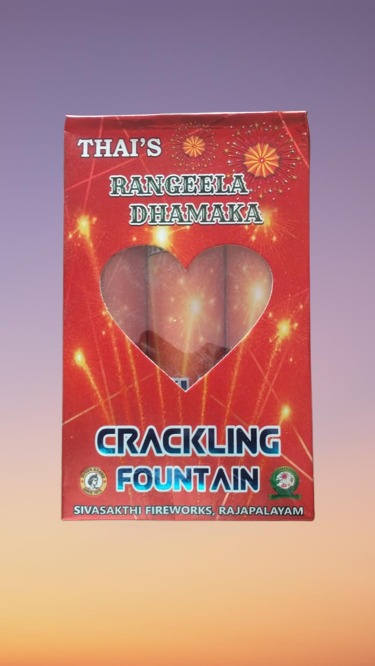 THAI'S
RANGEELA
DHAMAKA
CRACKLING
FOUNTAIN
SIVASAKTHI FIREWORKS, RAJAPALAYAM